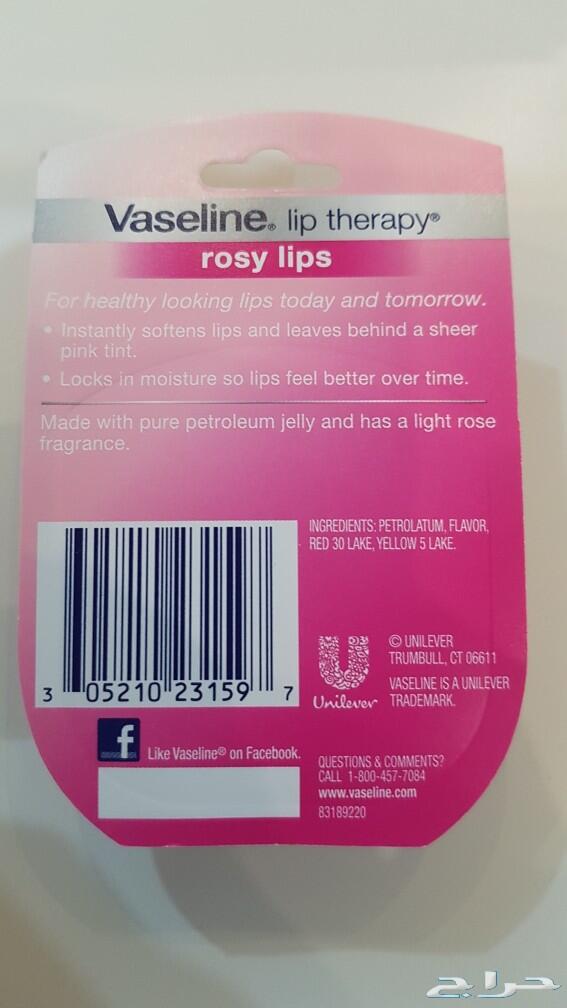 Vaseline® lip therapy®
rosy lips
For healthy looking lips today and tomorrow.
• Instantly softens lips and leaves behind a sheer
pink tint.
• Locks in moisture so lips feel better over time.
Made with pure petroleum jelly and has a light rose
fragrance.
INGREDIENTS: PETROLATUM, FLAVOR,
RED 30 LAKE, YELLOW 5 LAKE.
3 05210 23159 7
Unilever
© UNILEVER
TRUMBULL, CT 06611
VASELINE IS A UNILEVER
TRADEMARK.
f
Like Vaseline® on Facebook.
QUESTIONS & COMMENTS?
CALL 1-800-457-7084
www.vaseline.com
83189220
حراج